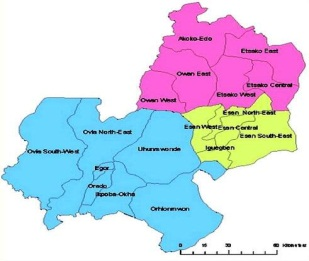 Akoko-Edo
Etsako East
Owan East
Etsako Central
Etsako West
Owan West
Esan North-East
Esan West
Esan-Central
Esan South-East
Ovia North-East
Iguegben
Uhunmwonde
Ovia South-West
Egor
Oredo
Ikpoba-Okha
Orhionmwon
0 15 30 60 Kilometers